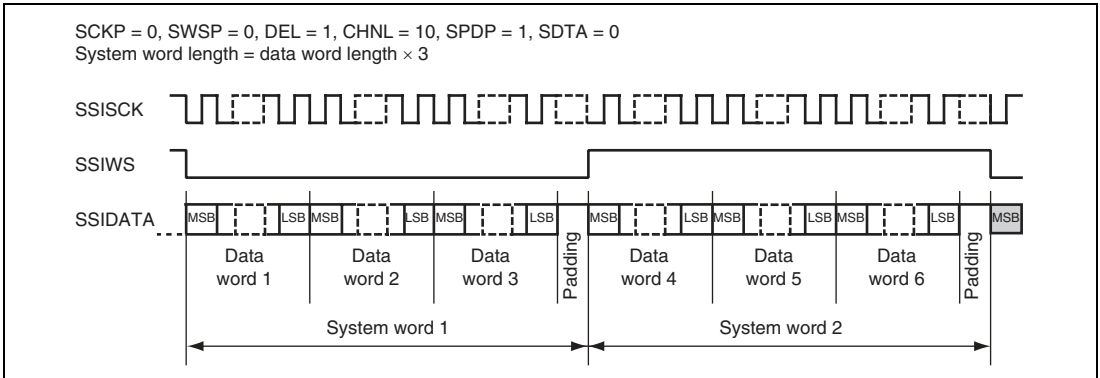 SCKP = 0, SWSP = 0, DEL = 1, CHNL = 10, SPDP = 1, SDTA = 0
System word length = data word length × 3
SSISCK
SSIWS
SSIDATA
MSB LSB MSB LSB MSB LSB MSB LSB MSB LSB MSB LSB MSB
Data word 1
Data word 2
Data word 3
Padding
Data word 4
Data word 5
Data word 6
Padding
System word 1
System word 2